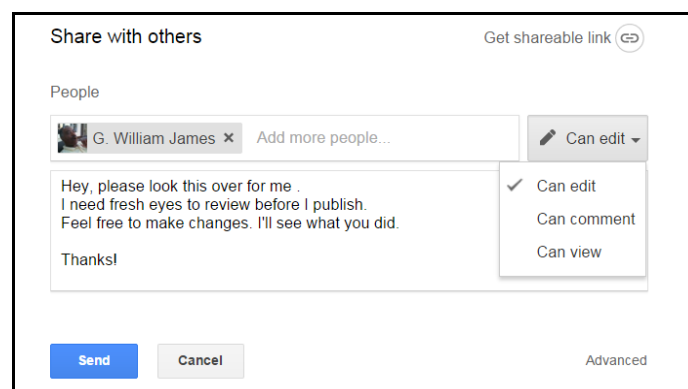 Share with others
Get shareable link
People
G. William James ×
Add more people...
Can edit
Can edit
Can comment
Can view
Hey, please look this over for me .
I need fresh eyes to review before I publish.
Feel free to make changes. I'll see what you did.
Thanks!
Send
Cancel
Advanced